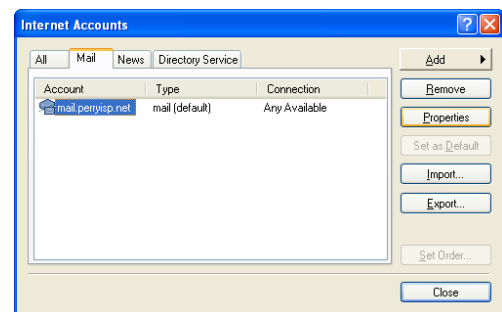 Internet Accounts
All Mail News Directory Service
Add
Account Type Connection
Remove
mail.perryisp.net mail (default) Any Available
Properties
Set as Default
Import...
Export...
Set Order...
Close